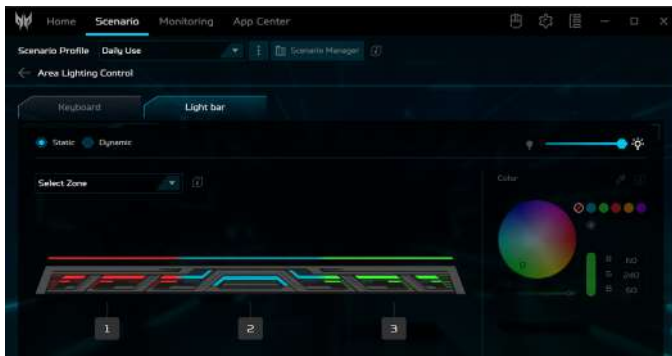 Home Scenario Monitoring App Center
Scenario Profile Daily Use Scenario Manager
Area Lighting Control
Keyboard Light bar
Static Dynamic
Select Zone
Color
R
G 240
B
1 2 3